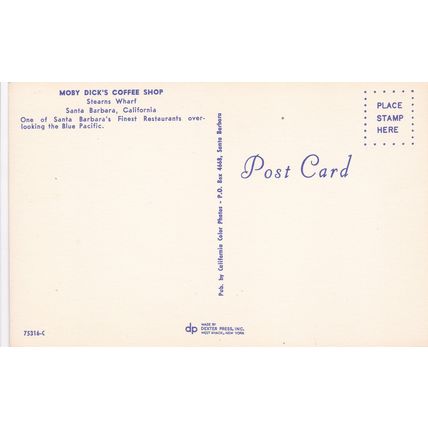 MOBY DICK'S COFFEE SHOP
Stearns Wharf
Santa Barbara, California
One of Santa Barbara's Finest Restaurants over-
looking the Blue Pacific.
PLACE
STAMP
HERE
Post Card
Pub. by California Color Photos - P.O. Box 4668, Santa Barbara
75316-C
dp
MADE BY
DEXTER PRESS, INC.
WEST NYACK, NEW YORK